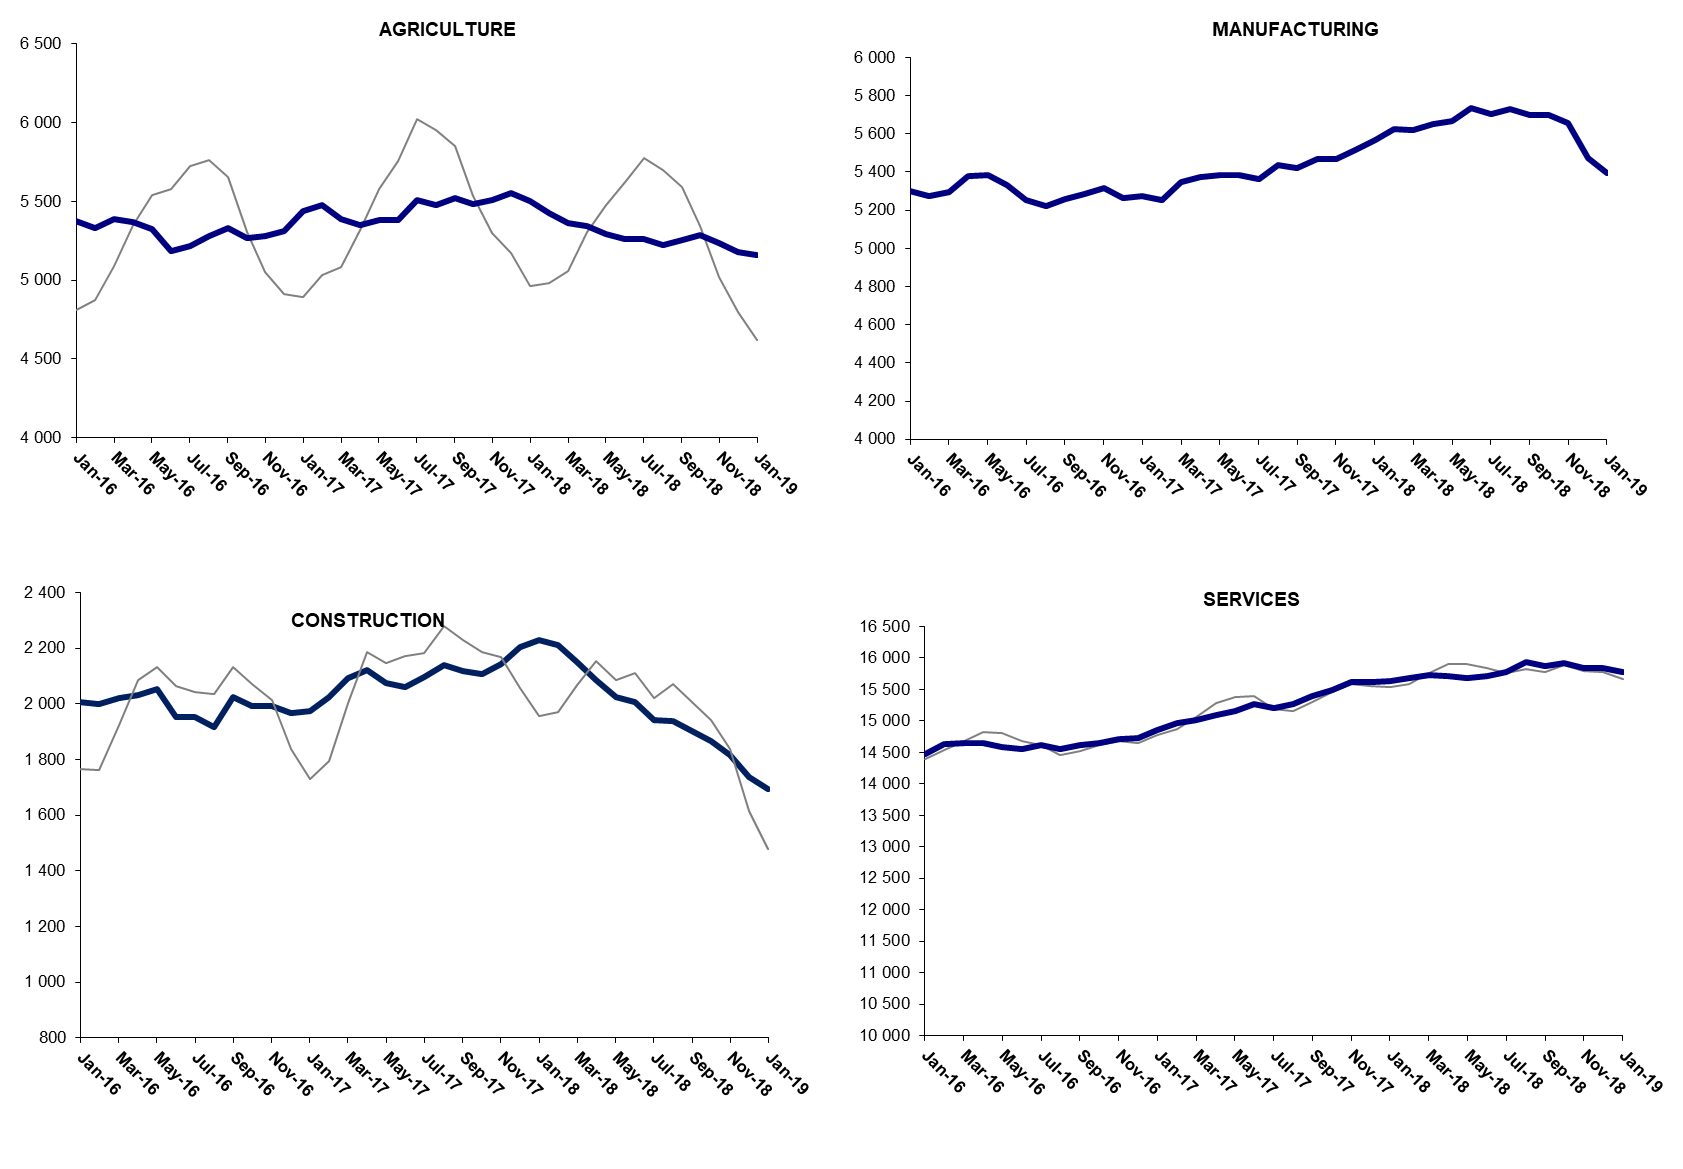 AGRICULTURE
6 500
6 000
5 500
5 000
4 500
4 000
Jan-16
Mar-16
May-16
Jul-16
Sep-16
Nov-16
Jan-17
Mar-17
May-17
Jul-17
Sep-17
Nov-17
Jan-18
Mar-18
May-18
Jul-18
Sep-18
Nov-18
Jan-19
MANUFACTURING
6 000
5 800
5 600
5 400
5 200
5 000
4 800
4 600
4 400
4 200
4 000
Jan-16
Mar-16
May-16
Jul-16
Sep-16
Nov-16
Jan-17
Mar-17
May-17
Jul-17
Sep-17
Nov-17
Jan-18
Mar-18
May-18
Jul-18
Sep-18
Nov-18
Jan-19
CONSTRUCTION
2 400
2 200
2 000
1 800
1 600
1 400
1 200
1 000
800
Jan-16
Mar-16
May-16
Jul-16
Sep-16
Nov-16
Jan-17
Mar-17
May-17
Jul-17
Sep-17
Nov-17
Jan-18
Mar-18
May-18
Jul-18
Sep-18
Nov-18
Jan-19
SERVICES
16 500
16 000
15 500
15 000
14 500
14 000
13 500
13 000
12 500
12 000
11 500
11 000
10 500
10 000
Jan-16
Mar-16
May-16
Jul-16
Sep-16
Nov-16
Jan-17
Mar-17
May-17
Jul-17
Sep-17
Nov-17
Jan-18
Mar-18
May-18
Jul-18
Sep-18
Nov-18
Jan-19